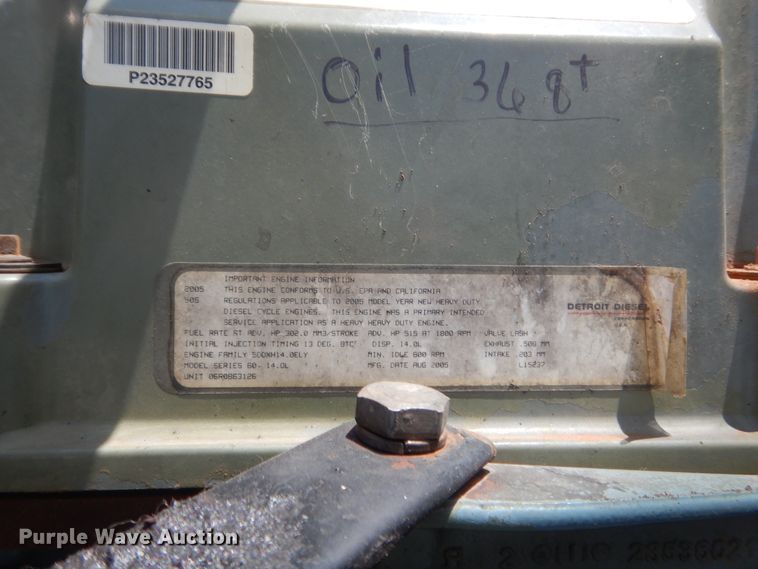 P23527765
Oil 36 qt
IMPORTANT ENGINE INFORMATION
2005 THIS ENGINE CONFORMS TO U.S. EPA AND CALIFORNIA
505 REGULATIONS APPLICABLE TO 2005 MODEL YEAR NEW HEAVY DUTY
DIESEL CYCLE ENGINES. THIS ENGINE HAS A PRIMARY INTENDED
SERVICE APPLICATION AS A HEAVY HEAVY DUTY ENGINE.
DETROIT DIESEL
CORPORATION
FUEL RATE AT ADV. HP 302.0 MM3/STROKE ADV. HP 515 AT 1800 RPM VALVE LASH
INITIAL INJECTION TIMING 13 DEG. BTC DISP. 14.0L EXHAUST .508 MM
ENGINE FAMILY 5DDXH14.0ELY MIN. IDLE 600 RPM INTAKE .203 MM
MODEL SERIES 60- 14.0L MFG. DATE AUG 2005 L15237
UNIT 06R0863126
Purple Wave Auction